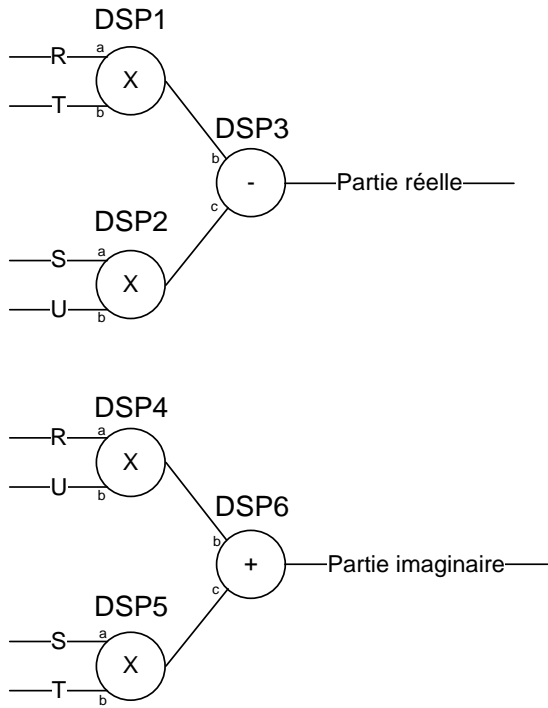 DSP1
a
R
X
T
b
DSP3
b
-
Partie réelle
c
DSP2
a
S
X
U
b
DSP4
a
R
X
U
b
DSP6
b
+
Partie imaginaire
c
DSP5
a
S
X
T
b